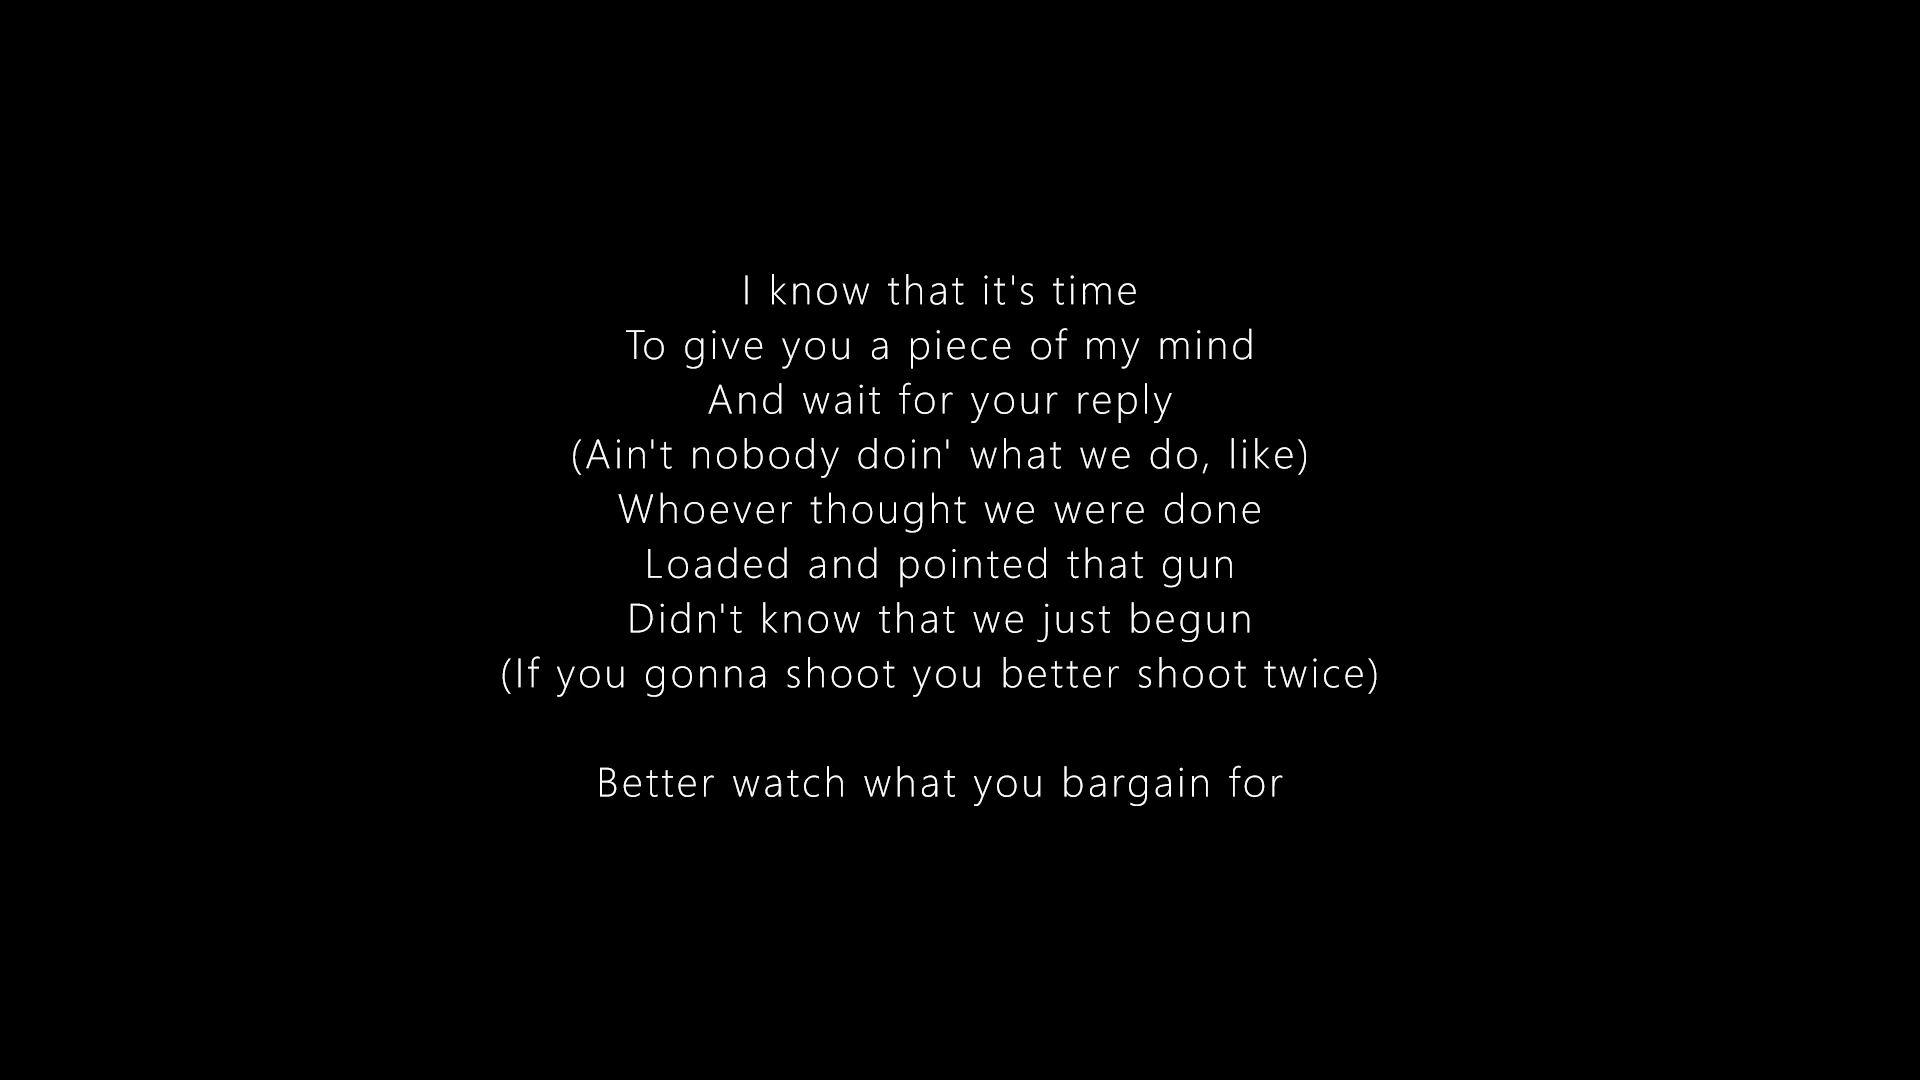 I know that it's time
To give you a piece of my mind
And wait for your reply
(Ain't nobody doin' what we do, like)
Whoever thought we were done
Loaded and pointed that gun
Didn't know that we just begun
(If you gonna shoot you better shoot twice)
Better watch what you bargain for